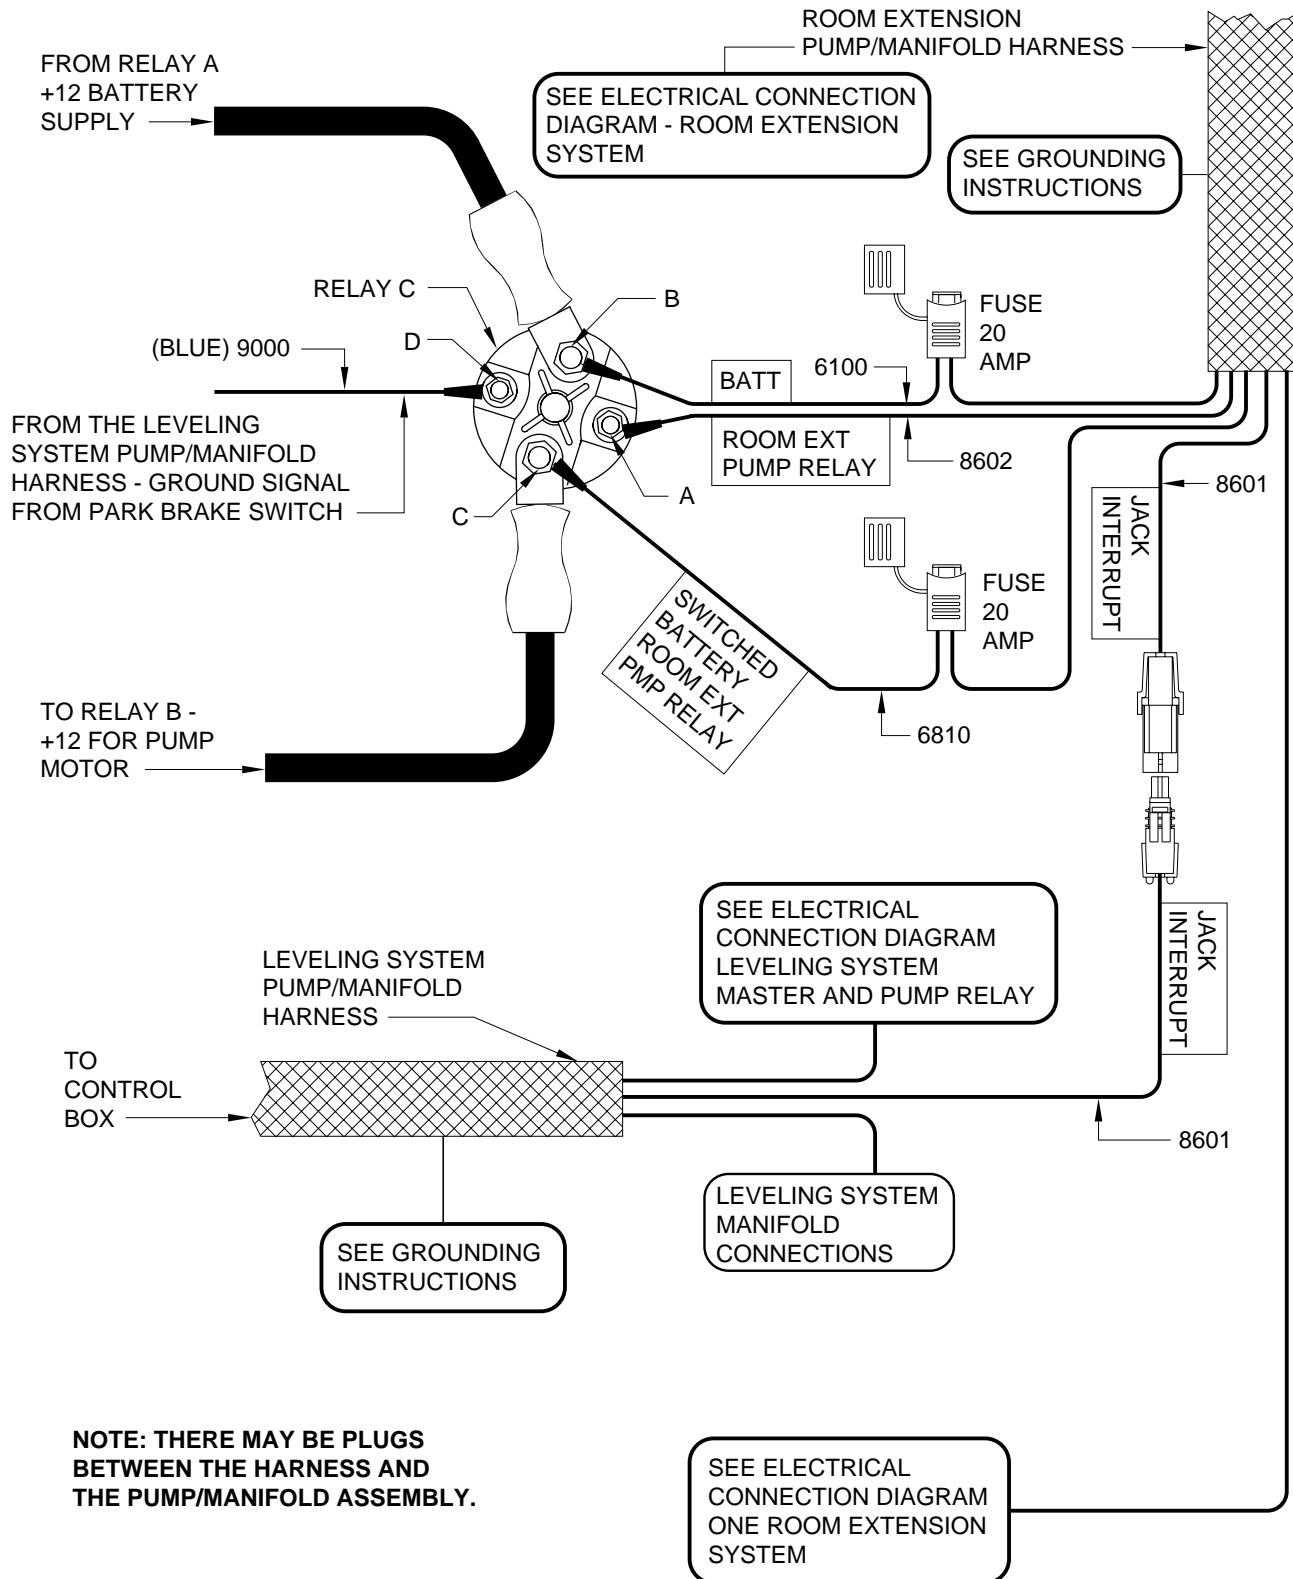 ROOM EXTENSION
PUMP/MANIFOLD HARNESS
FROM RELAY A
+12 BATTERY
SUPPLY
SEE ELECTRICAL CONNECTION
DIAGRAM - ROOM EXTENSION
SYSTEM
SEE GROUNDING
INSTRUCTIONS
RELAY C
B
D
FUSE
20
AMP
(BLUE) 9000
BATT
6100
FROM THE LEVELING
SYSTEM PUMP/MANIFOLD
HARNESS - GROUND SIGNAL
FROM PARK BRAKE SWITCH
ROOM EXT
PUMP RELAY
8602
A
C
8601
JACK
INTERRUPT
FUSE
20
AMP
SWITCHED
BATTERY
ROOM EXT
PMP RELAY
6810
TO RELAY B -
+12 FOR PUMP
MOTOR
SEE ELECTRICAL
CONNECTION DIAGRAM
LEVELING SYSTEM
MASTER AND PUMP RELAY
JACK
INTERRUPT
LEVELING SYSTEM
PUMP/MANIFOLD
HARNESS
TO
CONTROL
BOX
8601
LEVELING SYSTEM
MANIFOLD
CONNECTIONS
SEE GROUNDING
INSTRUCTIONS
NOTE: THERE MAY BE PLUGS
BETWEEN THE HARNESS AND
THE PUMP/MANIFOLD ASSEMBLY.
SEE ELECTRICAL
CONNECTION DIAGRAM
ONE ROOM EXTENSION
SYSTEM